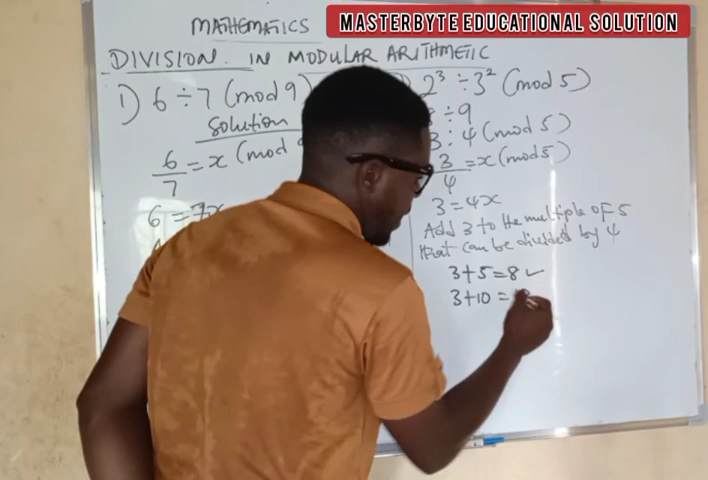 MASTERBYTE EDUCATIONAL SOLUTION
MATHEMATICS
DIVISION IN MODULAR ARITHMETIC
1) 6 ÷ 7 (mod 9)
Solution
6/7 = x (mod
6 = 7x
2³ ÷ 3² (mod 5)
÷ 9
3 ÷ 4 (mod 5)
3/4 = x (mod 5)
3 = 4x
Add 3 to the multiple of 5
that can be divided by 4
3+5=8 ✓
3+10=